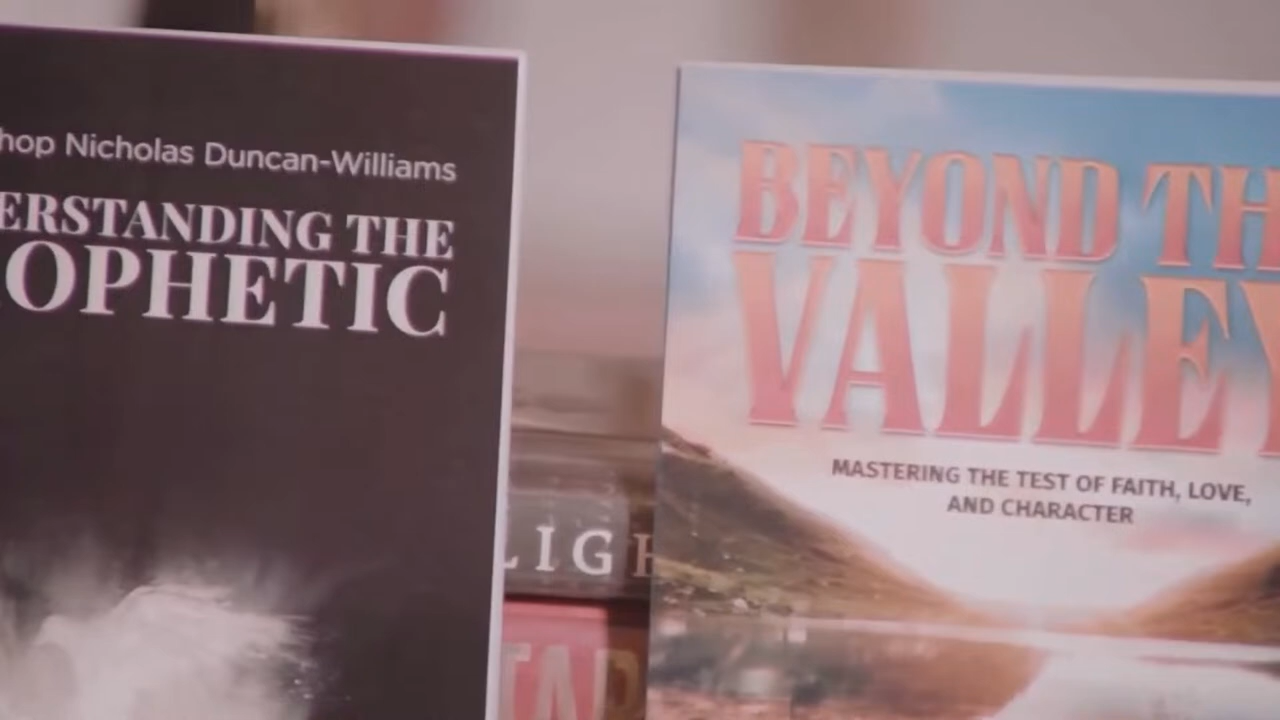 hop Nicholas Duncan-Williams
ERSTANDING THE
OPHETIC
BEYOND TH
VALLEY
MASTERING THE TEST OF FAITH, LOVE,
AND CHARACTER
LIGH
TAR